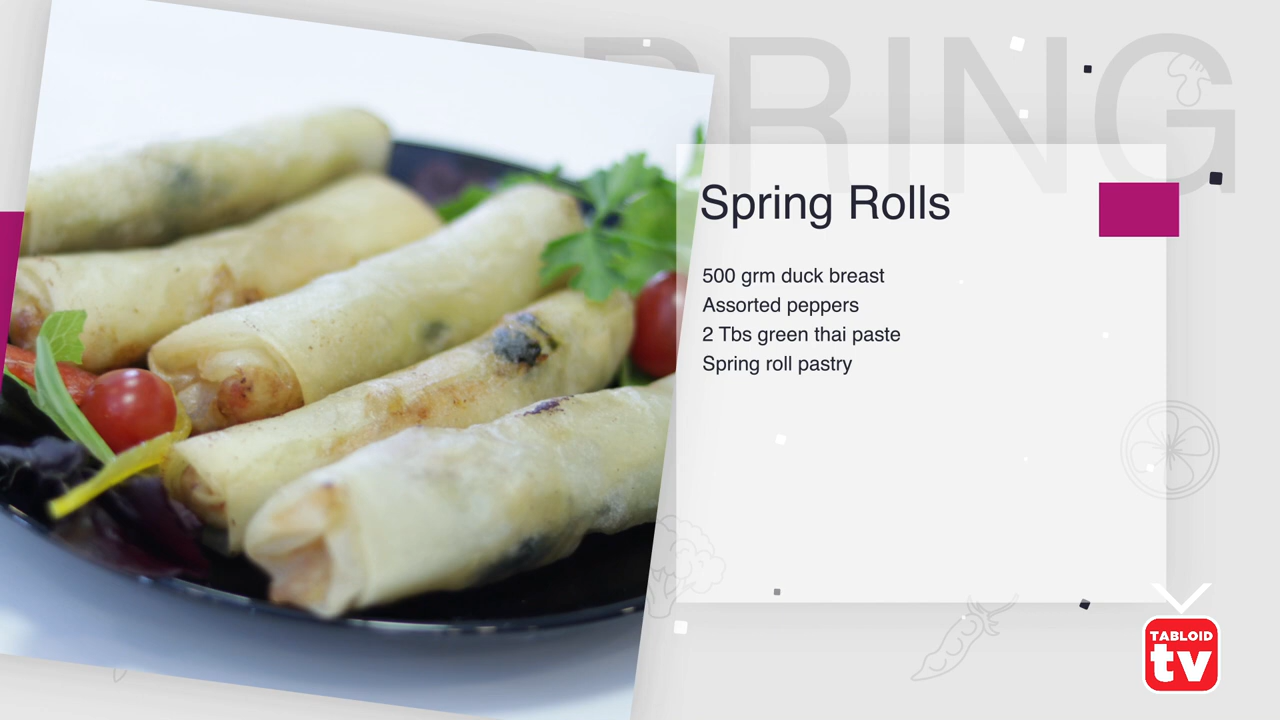 SPRING
Spring Rolls
500 grm duck breast
Assorted peppers
2 Tbs green thai paste
Spring roll pastry
TABLOID
tv